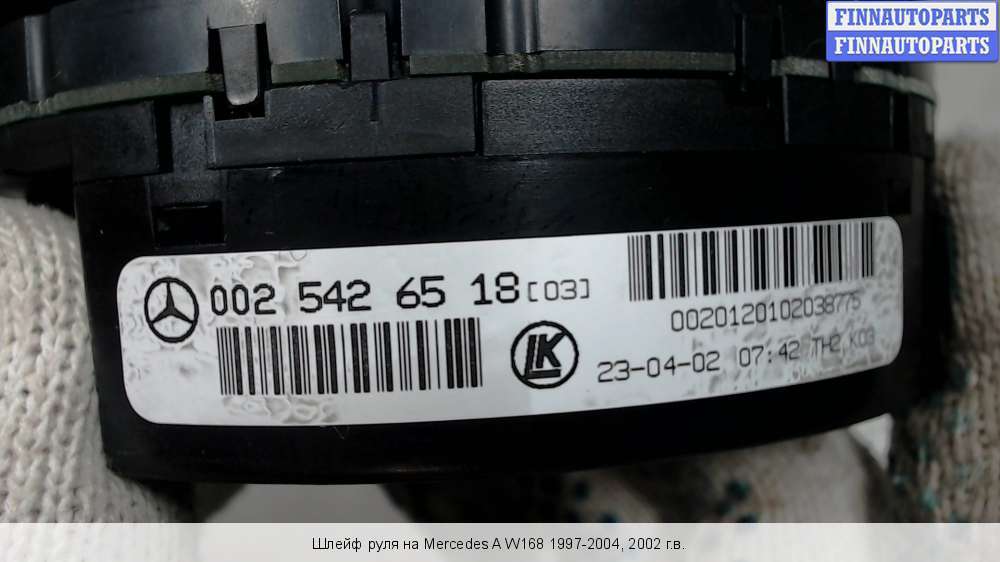 FINNAUTOPARTS
FINNAUTOPARTS
002 542 65 18 [03]
0020120102038775
LK
23-04-02 07:42 TH2 K03
Шлейф руля на Mercedes A W168 1997-2004, 2002 г.в.